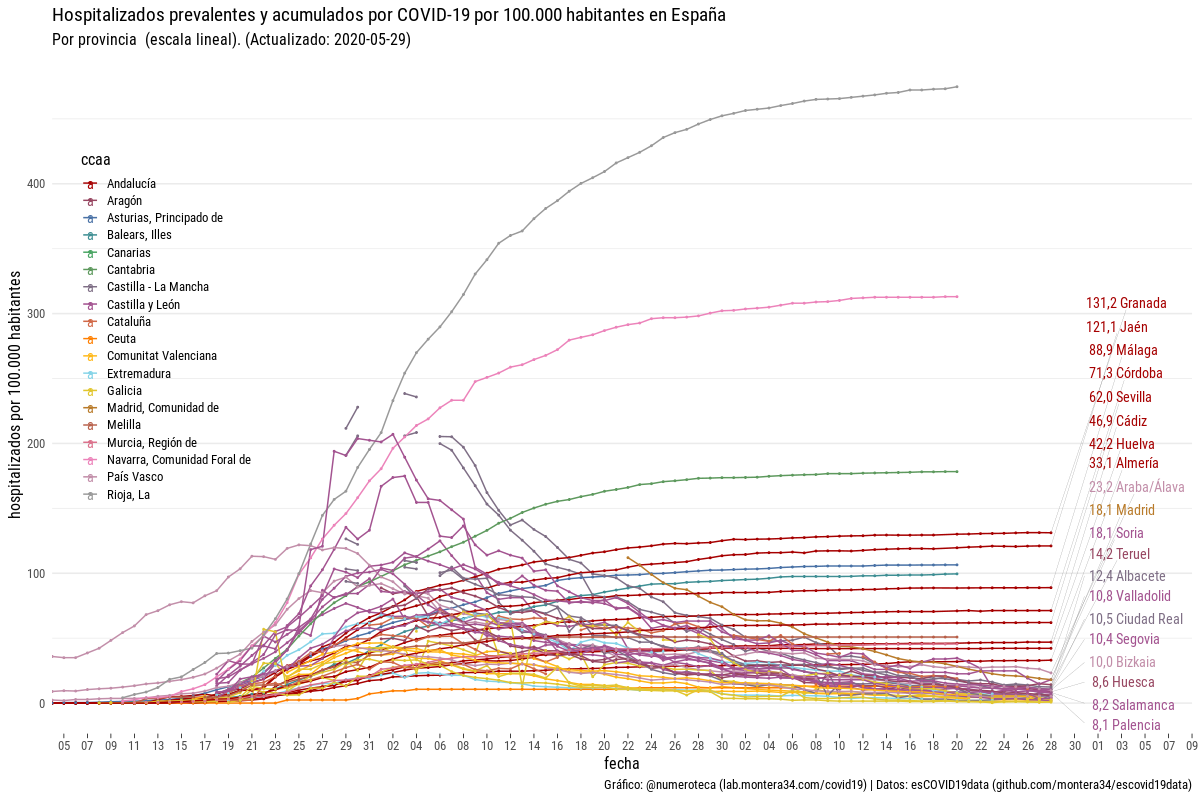 Hospitalizados prevalentes y acumulados por COVID-19 por 100.000 habitantes en España
Por provincia (escala lineal). (Actualizado: 2020-05-29)
hospitalizados por 100.000 habitantes
400
300
200
100
0
ccaa
Andalucía
Aragón
Asturias, Principado de
Balears, Illes
Canarias
Cantabria
Castilla - La Mancha
Castilla y León
Cataluña
Ceuta
Comunitat Valenciana
Extremadura
Galicia
Madrid, Comunidad de
Melilla
Murcia, Región de
Navarra, Comunidad Foral de
País Vasco
Rioja, La
131,2 Granada
121,1 Jaén
88,9 Málaga
71,3 Córdoba
62,0 Sevilla
46,9 Cádiz
42,2 Huelva
33,1 Almería
23,2 Araba/Álava
18,1 Madrid
18,1 Soria
14,2 Teruel
12,4 Albacete
10,8 Valladolid
10,5 Ciudad Real
10,4 Segovia
10,0 Bizkaia
8,6 Huesca
8,2 Salamanca
8,1 Palencia
05 07 09 11 13 15 17 19 21 23 25 27 29 31 02 04 06 08 10 12 14 16 18 20 22 24 26 28 30 02 04 06 08 10 12 14 16 18 20 22 24 26 28 30 01 03 05 07 09
fecha
Gráfico: @numeroteca (lab.montera34.com/covid19) | Datos: esCOVID19data (github.com/montera34/escovid19data)